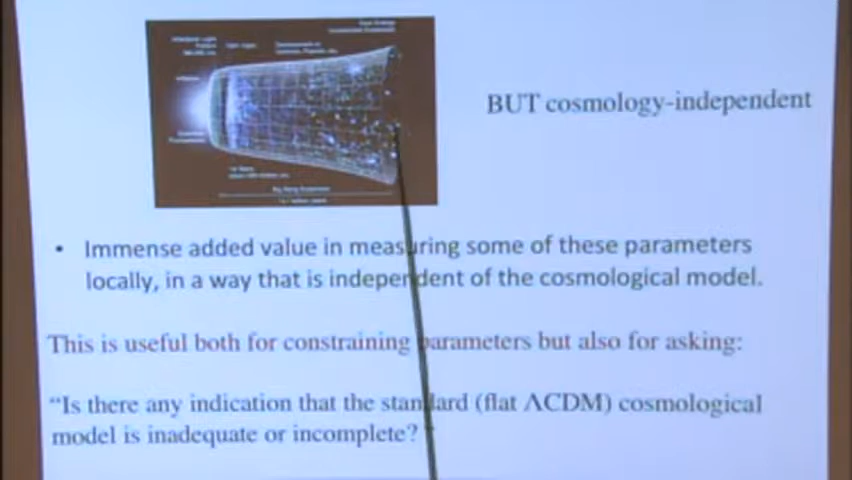 BUT cosmology-independent
• Immense added value in measuring some of these parameters
locally, in a way that is independent of the cosmological model.
This is useful both for constraining parameters but also for asking:
“Is there any indication that the standard (flat ΛCDM) cosmological
model is inadequate or incomplete?